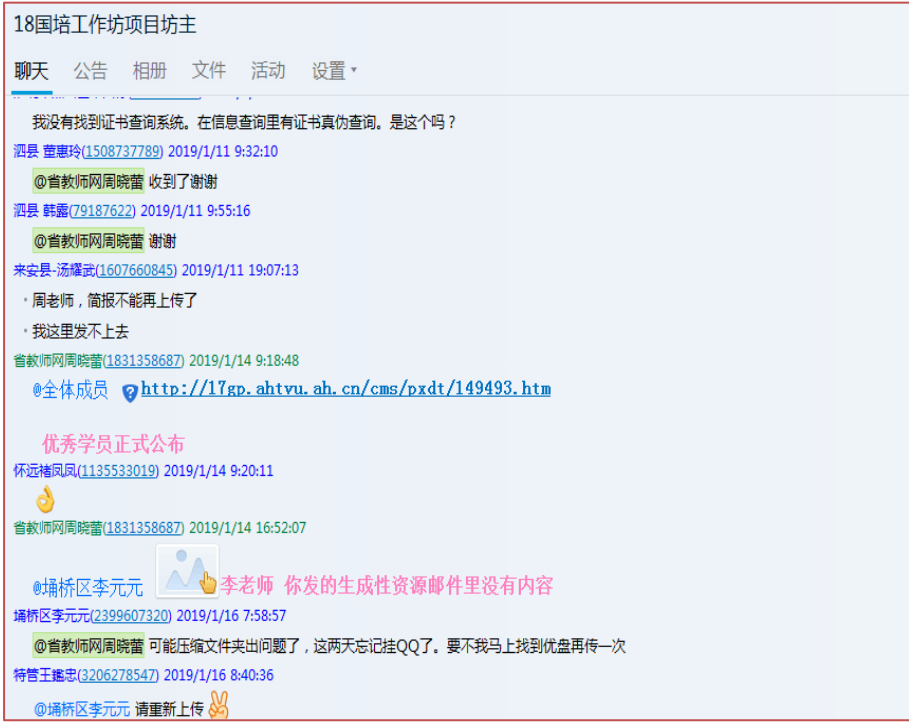 18国培工作坊项目坊主
聊天 公告 相册 文件 活动 设置
我没有找到证书查询系统。在信息查询里有证书真伪查询。是这个吗？
泗县 董惠玲(1508737789) 2019/1/11 9:32:10
@省教师网周晓蕾 收到了谢谢
泗县 韩露(79187622) 2019/1/11 9:55:16
@省教师网周晓蕾 谢谢
来安县-汤耀武(1607660845) 2019/1/11 19:07:13
周老师，简报不能再上传了
我这里发不上去
省教师网周晓蕾(1831358687) 2019/1/14 9:18:48
@全体成员 http://17gp.ahtvu.ah.cn/cms/pxdt/149493.htm
优秀学员正式公布
怀远褚凤凤(1135533019) 2019/1/14 9:20:11
省教师网周晓蕾(1831358687) 2019/1/14 16:52:07
@埇桥区李元元 李老师 你发的生成性资源邮件里没有内容
埇桥区李元元(2399607320) 2019/1/16 7:58:57
@省教师网周晓蕾 可能压缩文件夹出问题了，这两天忘记挂QQ了。要不我马上找到优盘再传一次
特管王鑑忠(3206278547) 2019/1/16 8:40:36
@埇桥区李元元 请重新上传